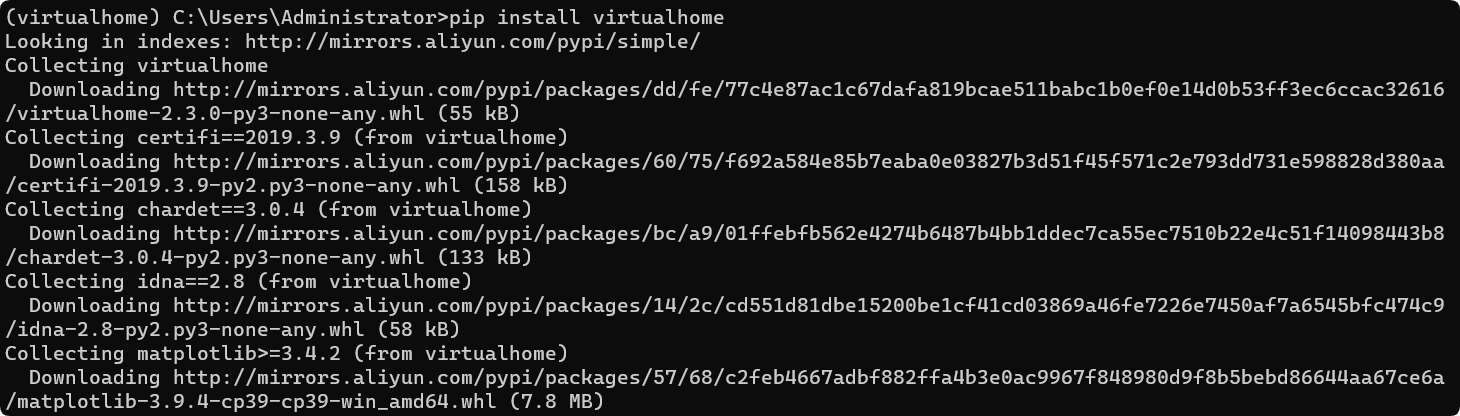 (virtualhome) C:\Users\Administrator>pip install virtualhome
Looking in indexes: http://mirrors.aliyun.com/pypi/simple/
Collecting virtualhome
  Downloading http://mirrors.aliyun.com/pypi/packages/dd/fe/77c4e87ac1c67dafa819bcae511babc1b0ef0e14d0b53ff3ec6ccac32616
/virtualhome-2.3.0-py3-none-any.whl (55 kB)
Collecting certifi==2019.3.9 (from virtualhome)
  Downloading http://mirrors.aliyun.com/pypi/packages/60/75/f692a584e85b7eaba0e03827b3d51f45f571c2e793dd731e598828d380aa
/certifi-2019.3.9-py2.py3-none-any.whl (158 kB)
Collecting chardet==3.0.4 (from virtualhome)
  Downloading http://mirrors.aliyun.com/pypi/packages/bc/a9/01ffebfb562e4274b6487b4bb1ddec7ca55ec7510b22e4c51f14098443b8
/chardet-3.0.4-py2.py3-none-any.whl (133 kB)
Collecting idna==2.8 (from virtualhome)
  Downloading http://mirrors.aliyun.com/pypi/packages/14/2c/cd551d81dbe15200be1cf41cd03869a46fe7226e7450af7a6545bfc474c9
/idna-2.8-py2.py3-none-any.whl (58 kB)
Collecting matplotlib>=3.4.2 (from virtualhome)
  Downloading http://mirrors.aliyun.com/pypi/packages/57/68/c2feb4667adbf882ffa4b3e0ac9967f848980d9f8b5bebd86644aa67ce6a
/matplotlib-3.9.4-cp39-cp39-win_amd64.whl (7.8 MB)